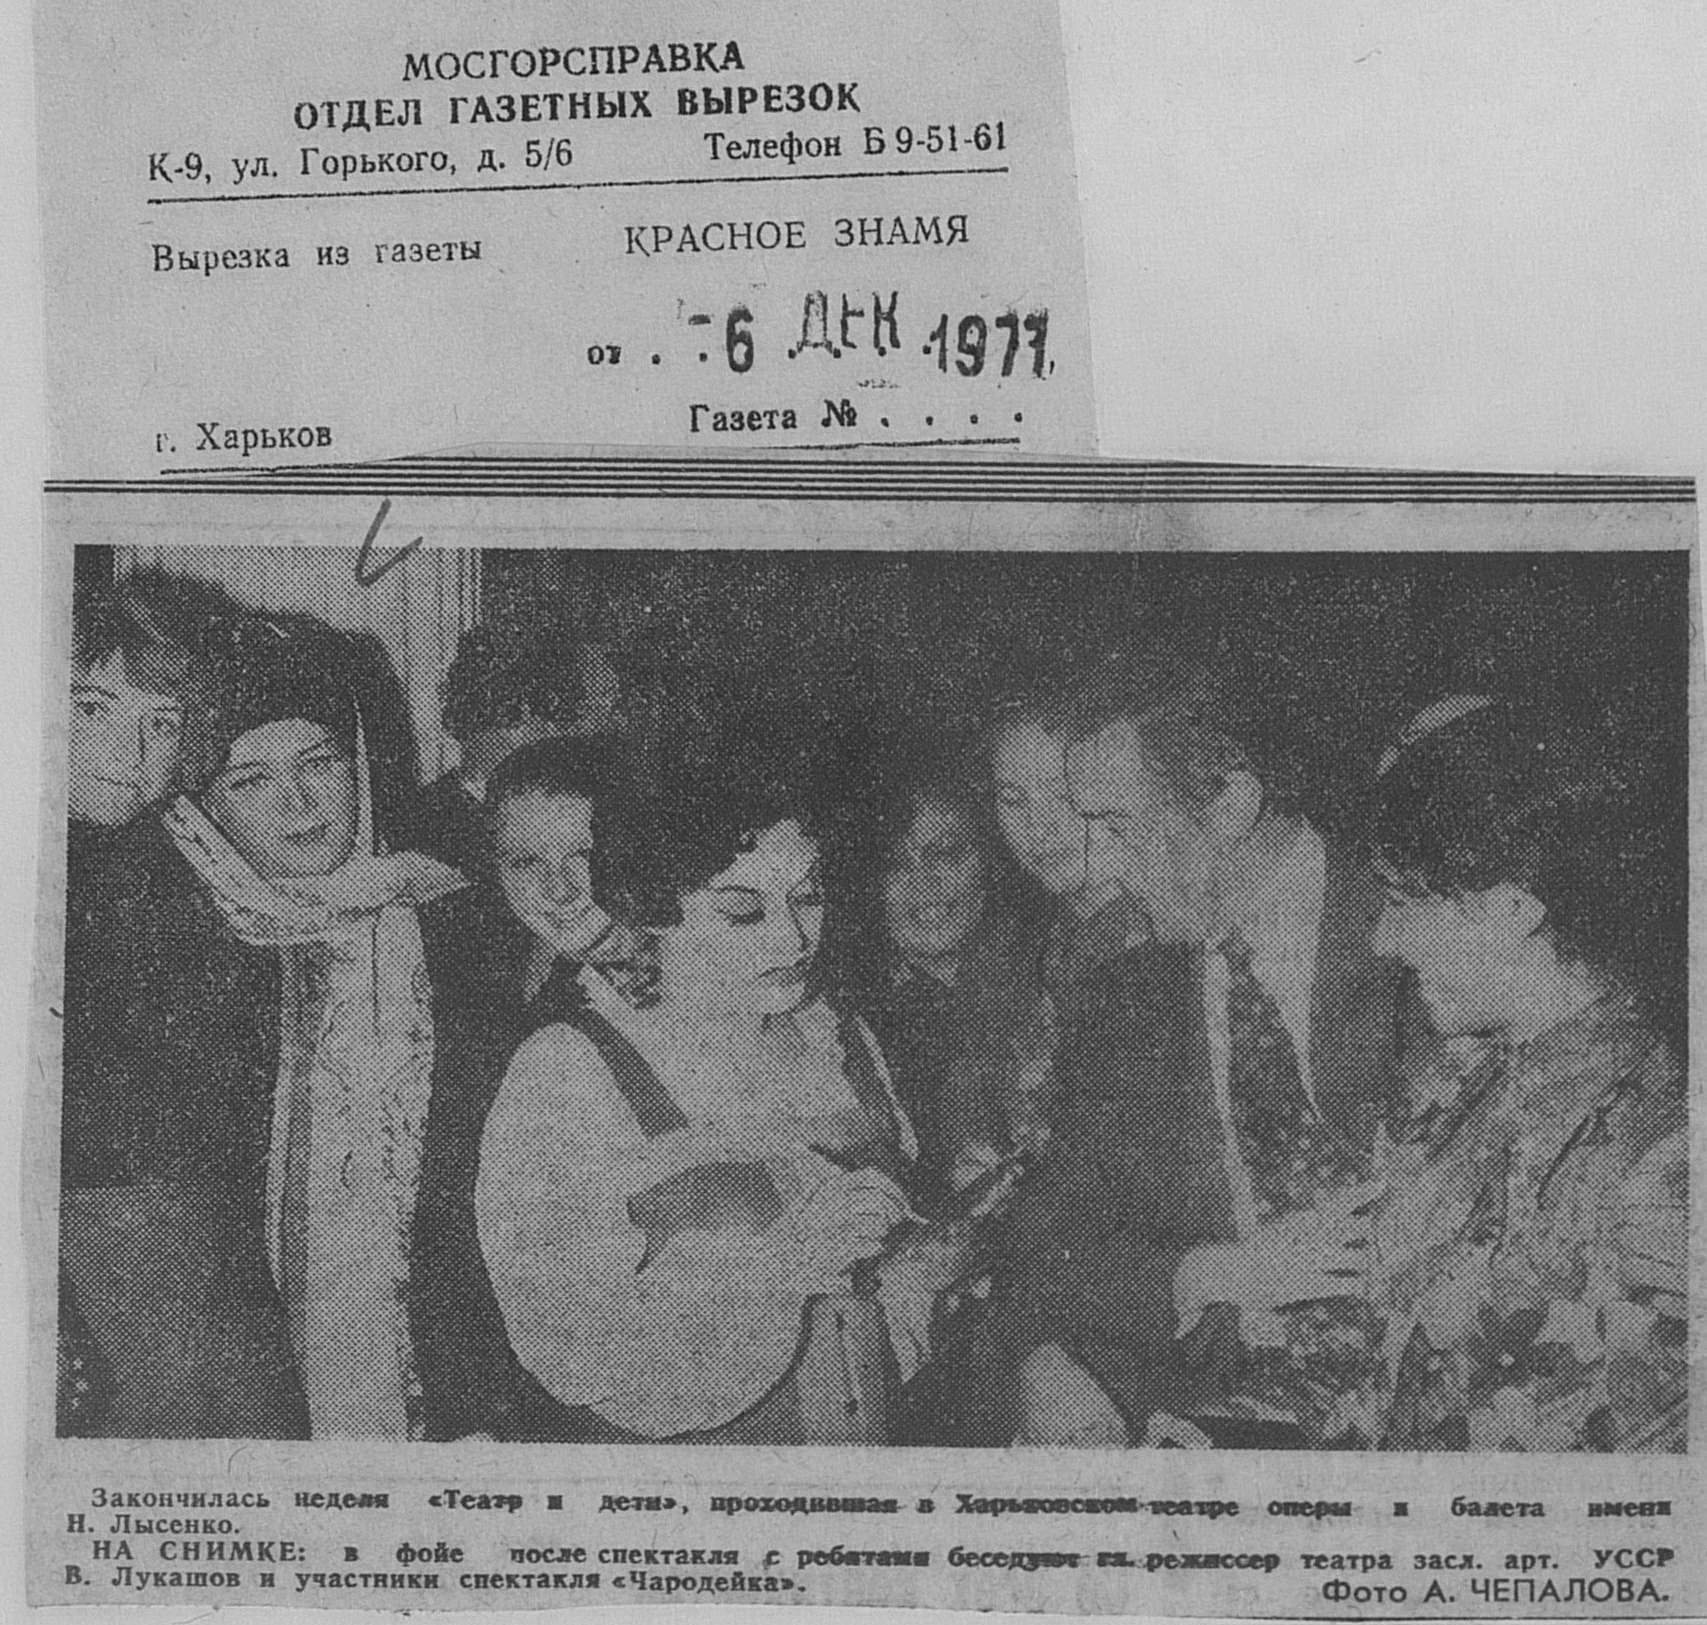 МОСГОРСПРАВКА
ОТДЕЛ ГАЗЕТНЫХ ВЫРЕЗОК
К-9, ул. Горького, д. 5/6 Телефон Б 9-51-61
Вырезка из газеты КРАСНОЕ ЗНАМЯ
от . . -6 ДЕК 1977
г. Харьков Газета № . . . .
Закончилась неделя «Театр и дети», проходившая в Харьковском театре оперы и балета имени
Н. Лысенко.
НА СНИМКЕ: в фойе после спектакля с ребятами беседуют гл. режиссер театра засл. арт. УССР
В. Лукашов и участники спектакля «Чародейка».
Фото А. ЧЕПАЛОВА.